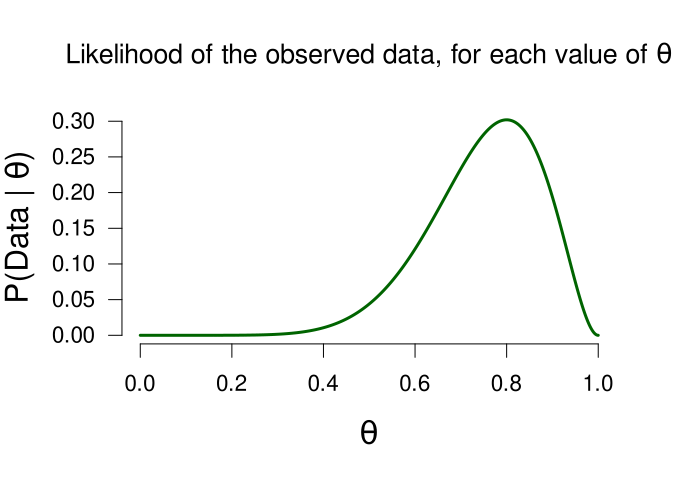 Likelihood of the observed data, for each value of θ
P(Data | θ)
0.30
0.25
0.20
0.15
0.10
0.05
0.00
0.0 0.2 0.4 0.6 0.8 1.0
θ